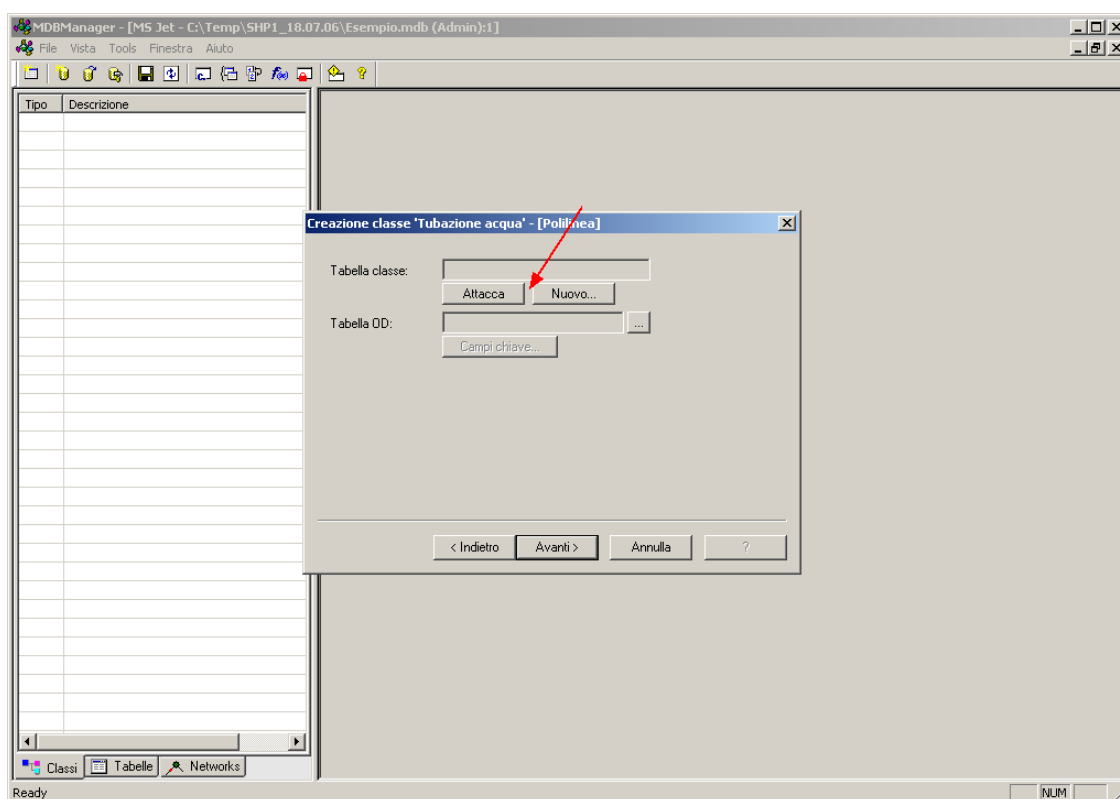 MDBManager - [MS Jet - C:\Temp\SHP1_18.07.06\Esempio.mdb (Admin):1]
File Vista Tools Finestra Aiuto
Tipo Descrizione
Creazione classe 'Tubazione acqua' - [Polilinea]
Tabella classe:
Attacca Nuovo...
Tabella OD: ...
Campi chiave...
< Indietro Avanti > Annulla ?
Classi Tabelle Networks
Ready NUM